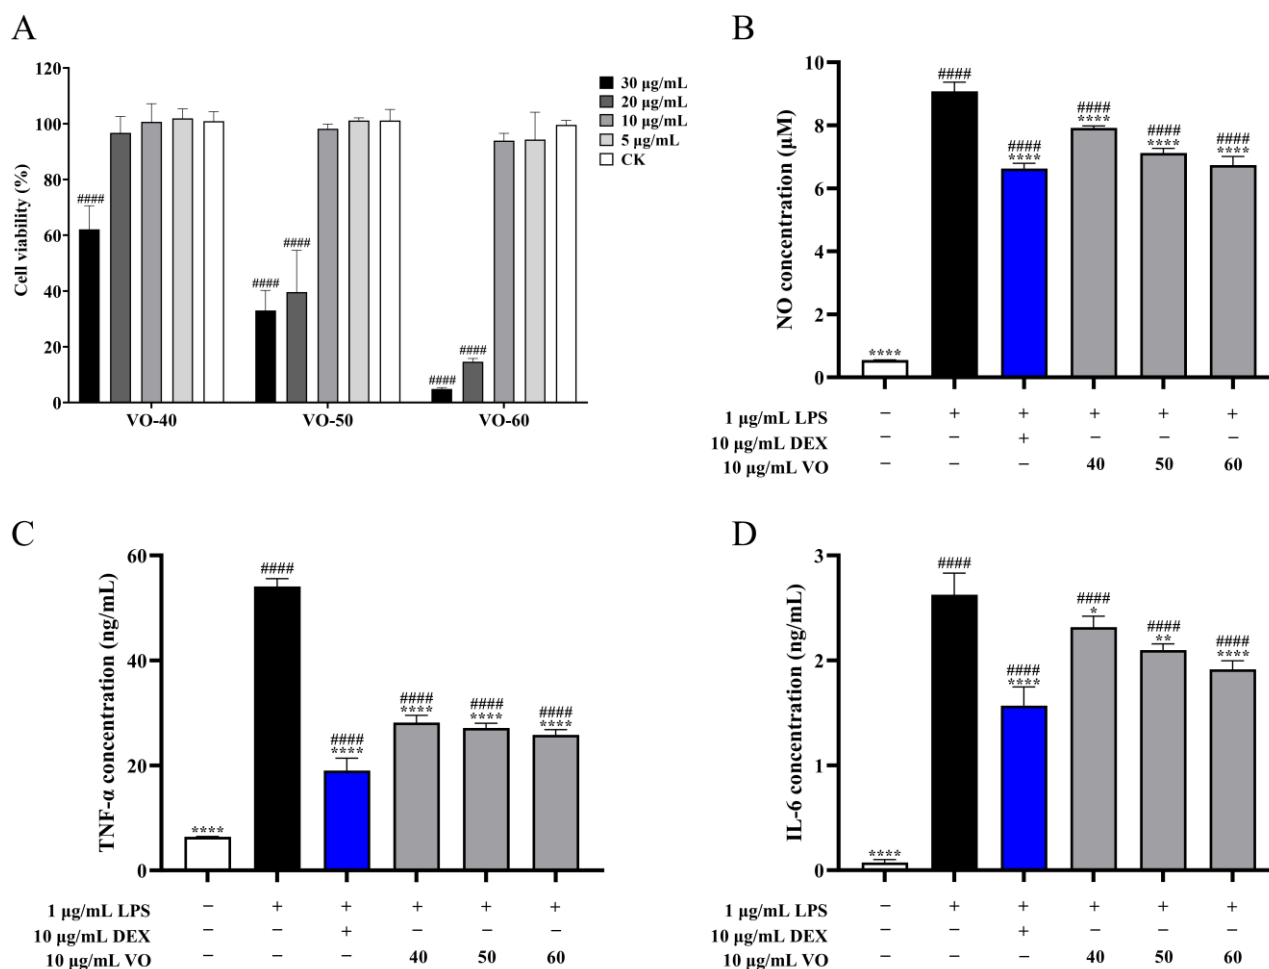 A
120
100
80
60
40
20
0
Cell viability (%)
####
####
####
####
####
VO-40
VO-50
VO-60
30 μg/mL
20 μg/mL
10 μg/mL
5 μg/mL
CK
B
10
8
6
4
2
0
NO concentration (μM)
****
####
####
****
####
****
####
****
####
****
1 μg/mL LPS − + + + + +
10 μg/mL DEX − − + − − −
10 μg/mL VO − − − 40 50 60
C
60
40
20
0
TNF-α concentration (ng/mL)
****
####
####
****
####
****
####
****
####
****
1 μg/mL LPS − + + + + +
10 μg/mL DEX − − + − − −
10 μg/mL VO − − − 40 50 60
D
3
2
1
0
IL-6 concentration (ng/mL)
****
####
####
****
####
*
####
**
####
****
1 μg/mL LPS − + + + + +
10 μg/mL DEX − − + − − −
10 μg/mL VO − − − 40 50 60